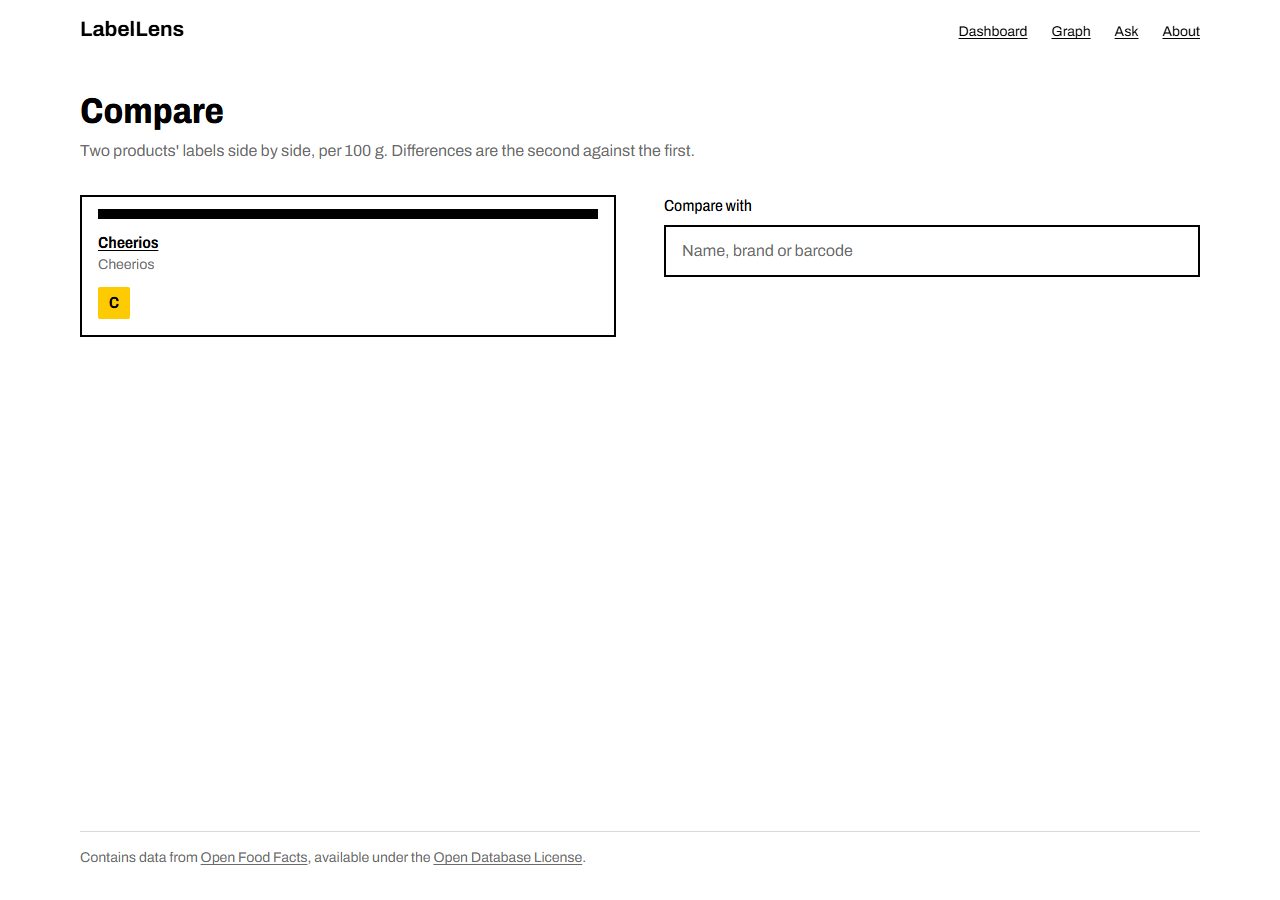 LabelLens
Dashboard Graph Ask About
Compare
Two products' labels side by side, per 100 g. Differences are the second against the first.
Cheerios
Cheerios
C
Compare with
Name, brand or barcode
Contains data from Open Food Facts, available under the Open Database License.